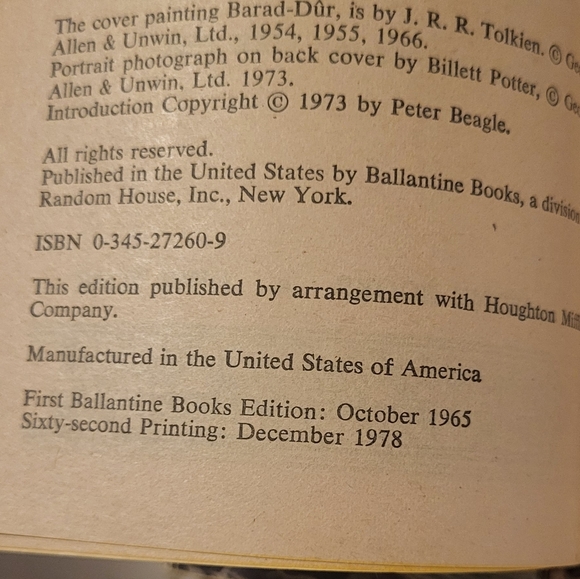 The cover painting Barad-Dûr, is by J. R. R. Tolkien. ©
Allen & Unwin, Ltd., 1954, 1955, 1966.
Portrait photograph on back cover by Billett Potter, ©
Allen & Unwin, Ltd. 1973.
Introduction Copyright © 1973 by Peter Beagle.
All rights reserved.
Published in the United States by Ballantine Books, a division
Random House, Inc., New York.
ISBN 0-345-27260-9
This edition published by arrangement with Houghton
Company.
Manufactured in the United States of America
First Ballantine Books Edition: October 1965
Sixty-second Printing: December 1978